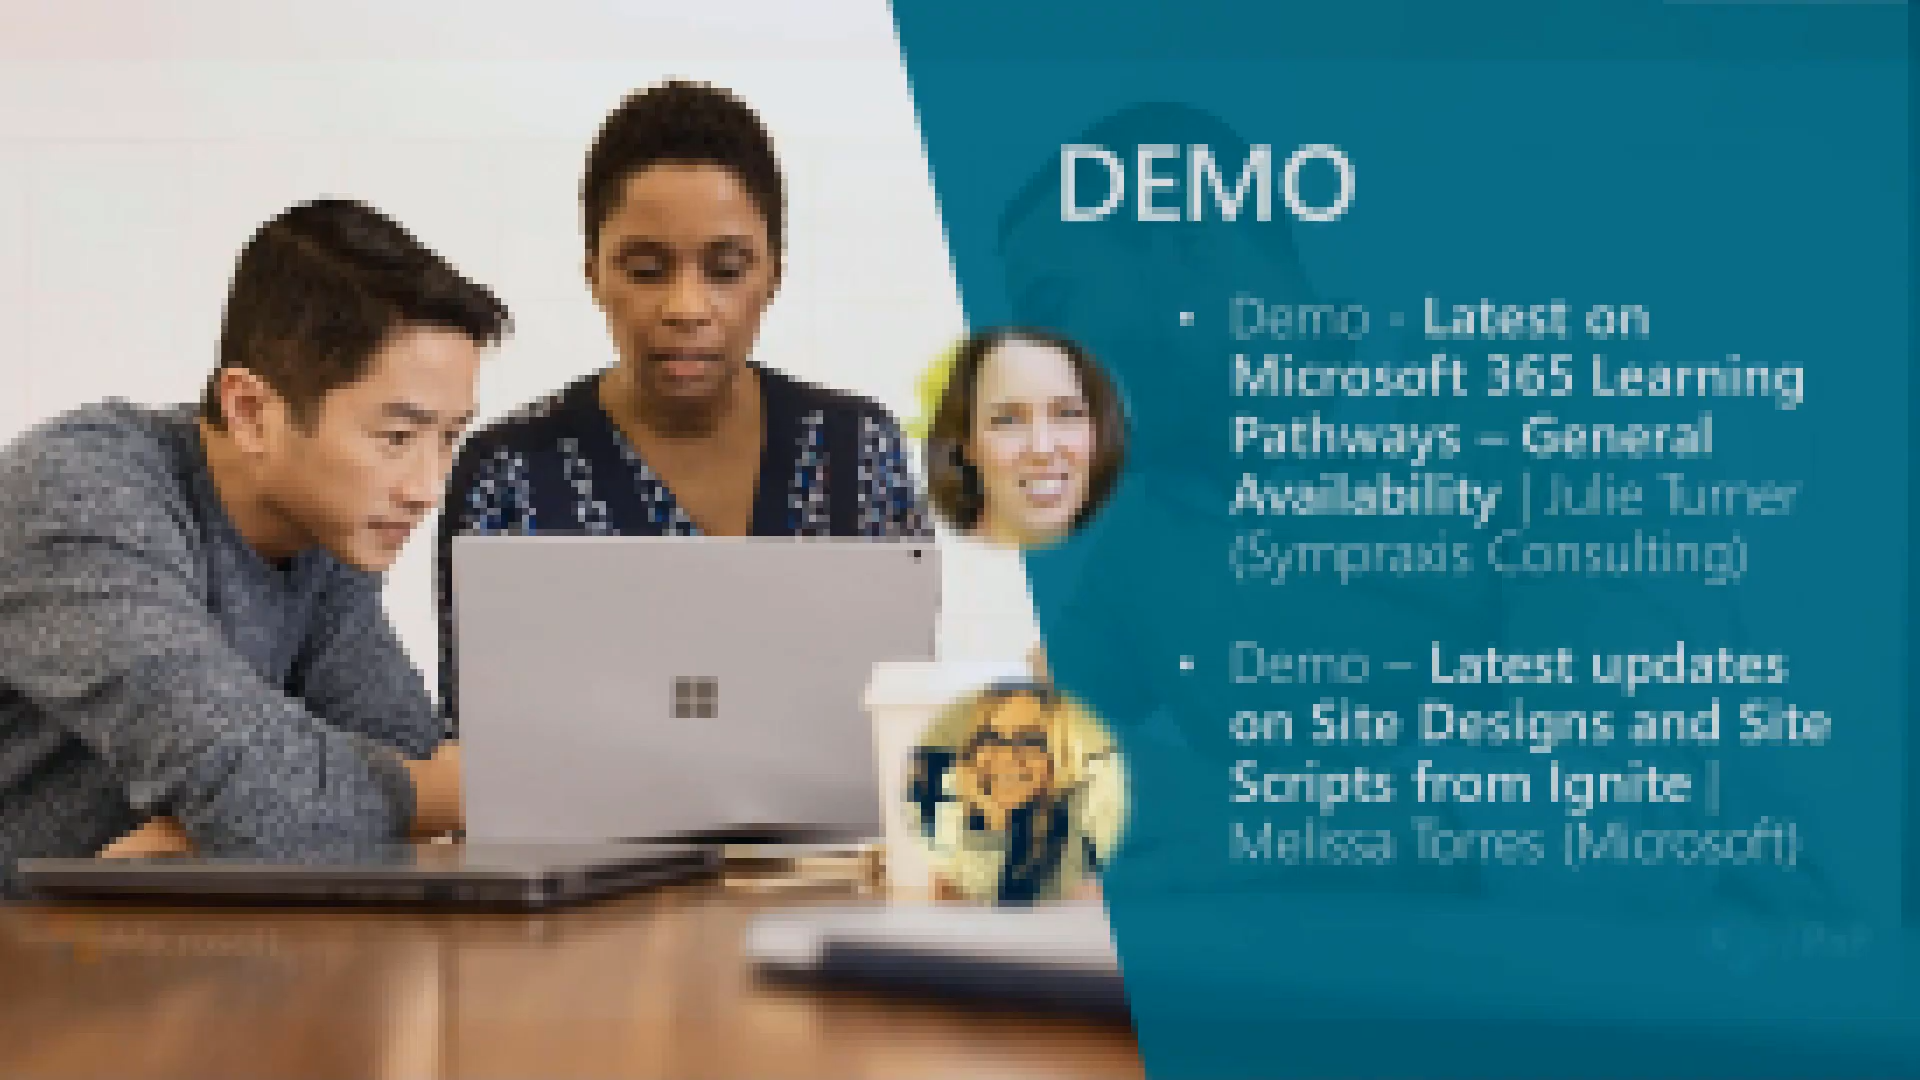 DEMO
• Demo - Latest on
Microsoft 365 Learning
Pathways – General
Availability | Julie Turner
(Sympraxis Consulting)
• Demo – Latest updates
on Site Designs and Site
Scripts from Ignite |
Melissa Torres (Microsoft)